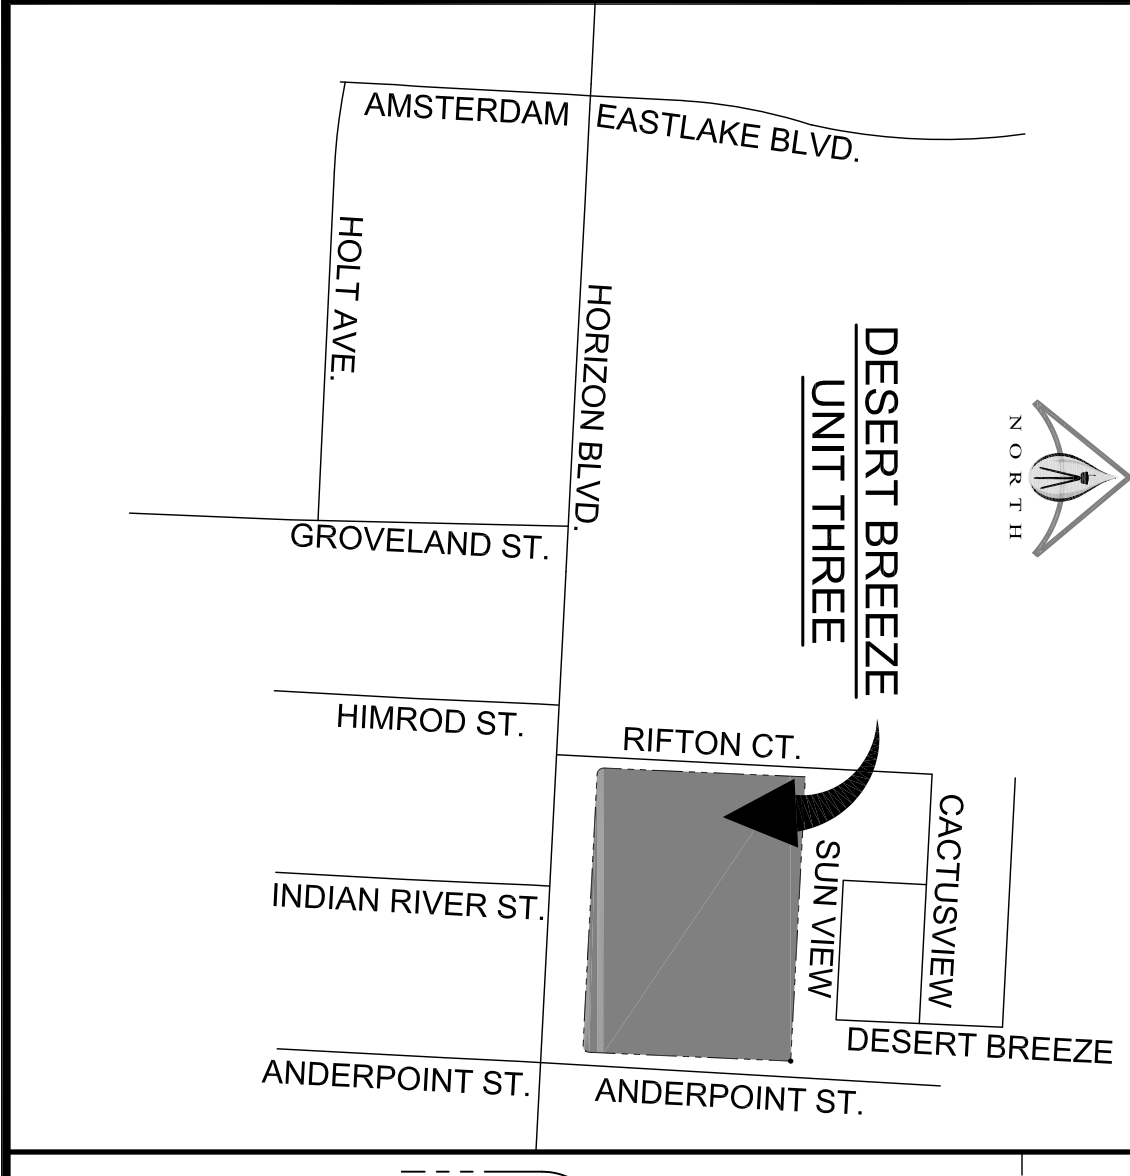 AMSTERDAM
EASTLAKE BLVD.
HOLT AVE.
HORIZON BLVD.
DESERT BREEZE
UNIT THREE
NORTH
GROVELAND ST.
HIMROD ST.
RIFTON CT.
CACTUSVIEW
SUN VIEW
INDIAN RIVER ST.
DESERT BREEZE
ANDERPOINT ST.
ANDERPOINT ST.